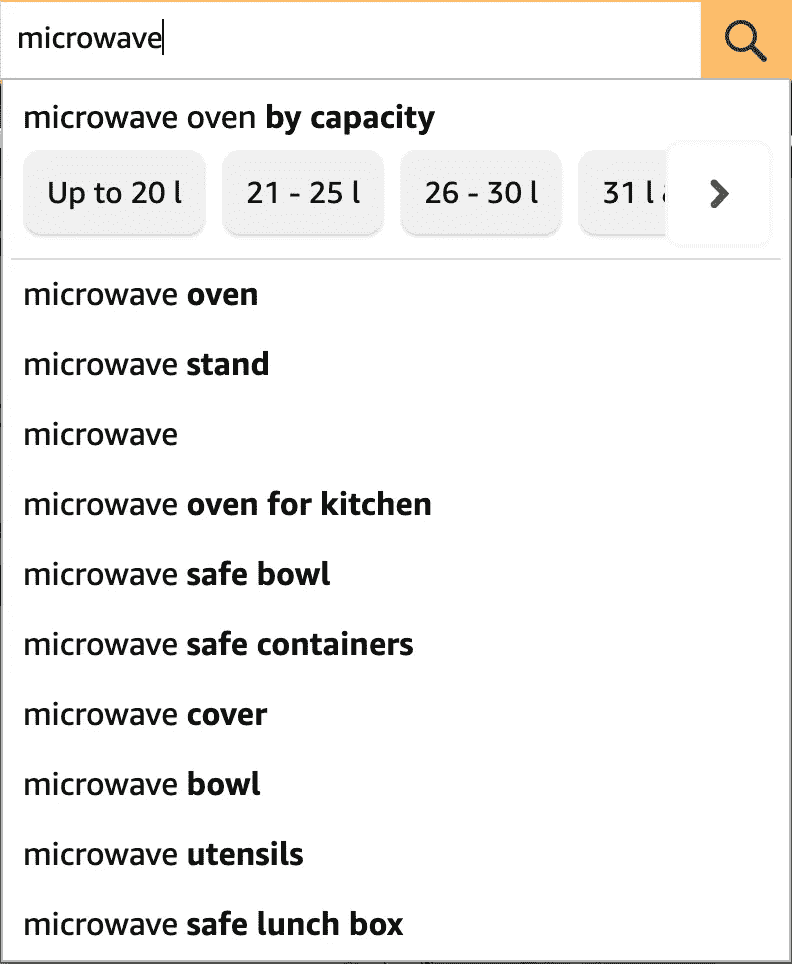 microwave
microwave oven by capacity
Up to 20 l 21 - 25 l 26 - 30 l 31 l
microwave oven
microwave stand
microwave
microwave oven for kitchen
microwave safe bowl
microwave safe containers
microwave cover
microwave bowl
microwave utensils
microwave safe lunch box